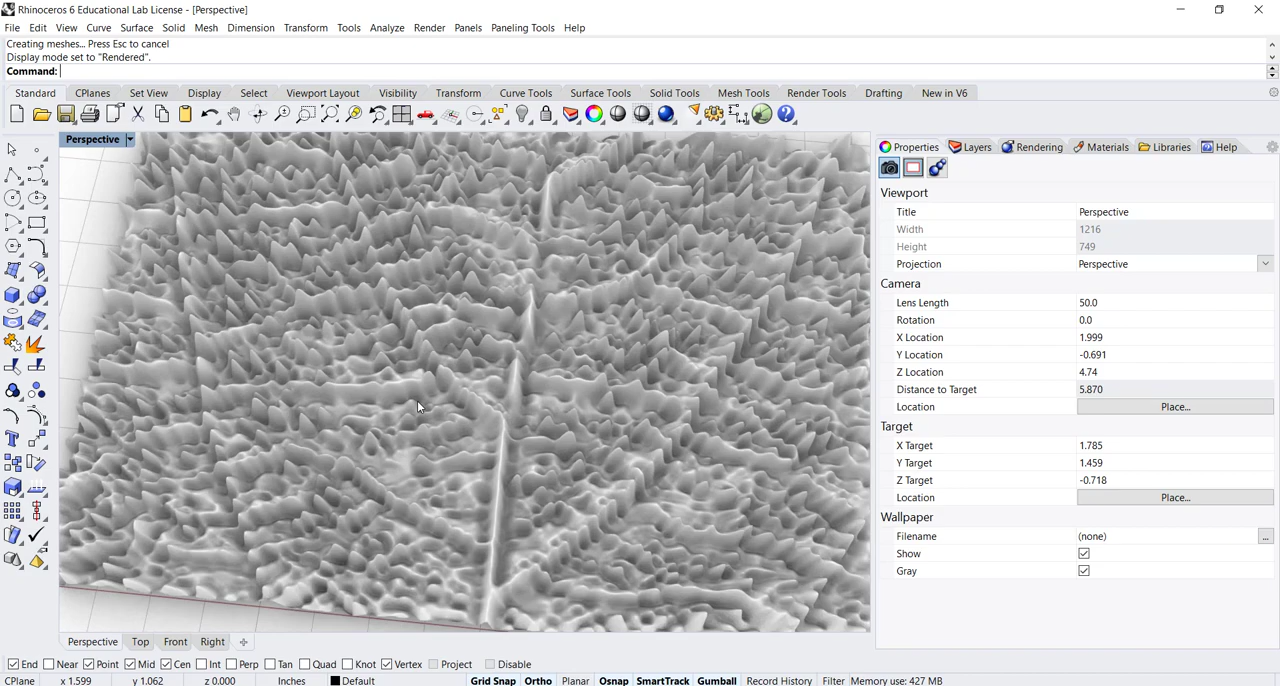 Rhinoceros 6 Educational Lab License - [Perspective]
File Edit View Curve Surface Solid Mesh Dimension Transform Tools Analyze Render Panels Paneling Tools Help
Creating meshes... Press Esc to cancel
Display mode set to "Rendered".
Command:
Standard CPlanes Set View Display Select Viewport Layout Visibility Transform Curve Tools Surface Tools Solid Tools Mesh Tools Render Tools Drafting New in V6
Perspective
Properties Layers Rendering Materials Libraries Help
Viewport
Title Perspective
Width 1216
Height 749
Projection Perspective
Camera
Lens Length 50.0
Rotation 0.0
X Location 1.999
Y Location -0.691
Z Location 4.74
Distance to Target 5.870
Location Place...
Target
X Target 1.785
Y Target 1.459
Z Target -0.718
Location Place...
Wallpaper
Filename (none) ...
Show
Gray
Perspective Top Front Right
End Near Point Mid Cen Int Perp Tan Quad Knot Vertex Project Disable
CPlane x 1.599 y 1.062 z 0.000 Inches Default Grid Snap Ortho Planar Osnap SmartTrack Gumball Record History Filter Memory use: 427 MB